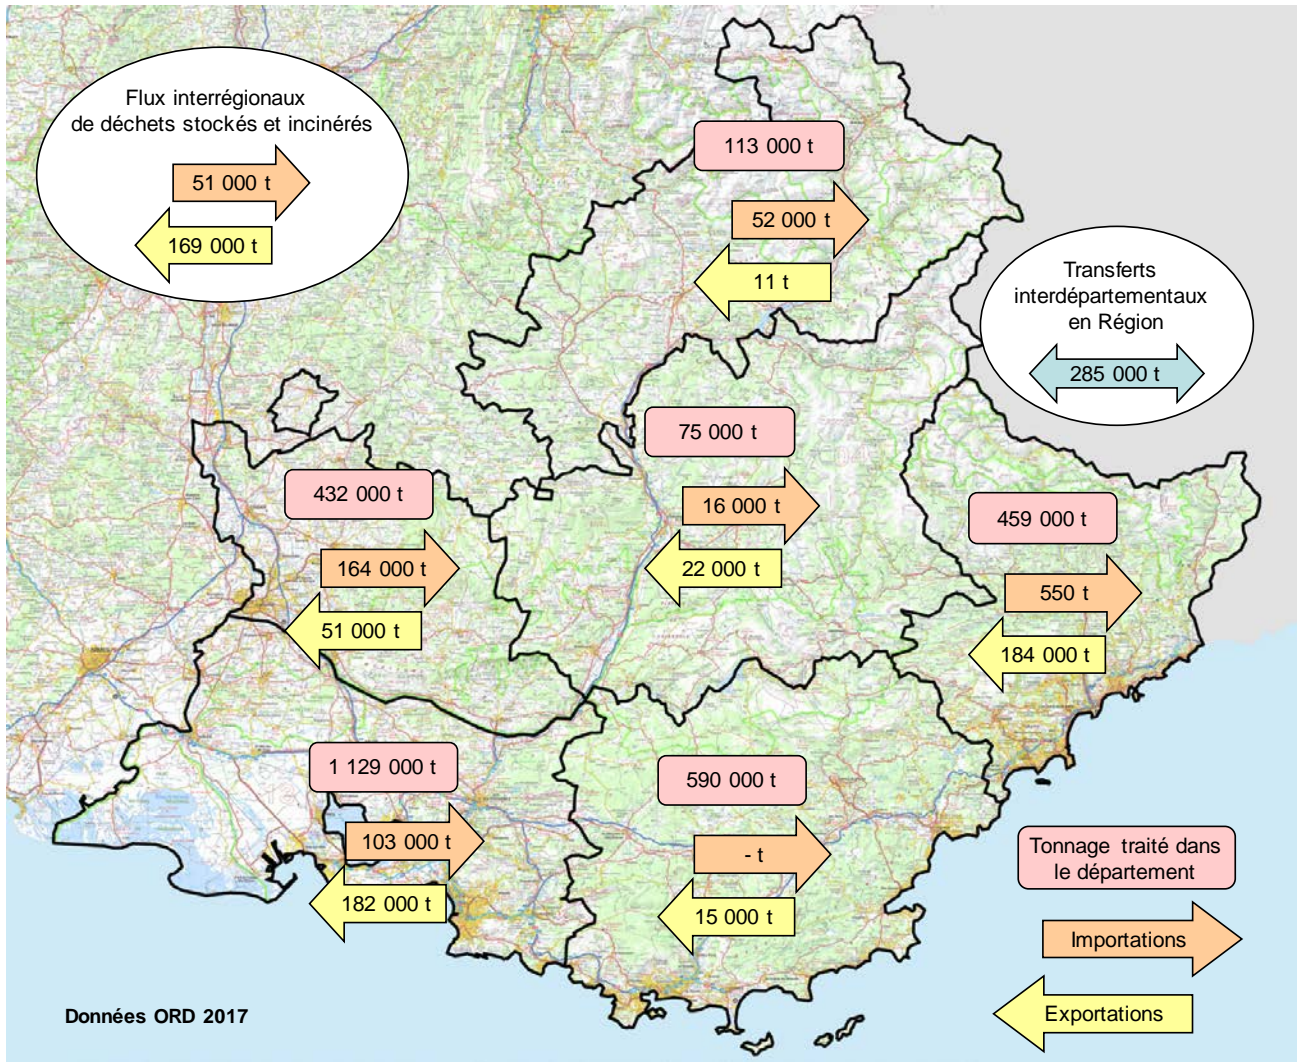 Flux interrégionaux
de déchets stockés et incinérés
51 000 t
169 000 t
113 000 t
52 000 t
11 t
Transferts
interdépartementaux
en Région
285 000 t
75 000 t
16 000 t
22 000 t
432 000 t
164 000 t
51 000 t
459 000 t
550 t
184 000 t
1 129 000 t
103 000 t
182 000 t
590 000 t
- t
15 000 t
Tonnage traité dans
le département
Importations
Exportations
Données ORD 2017